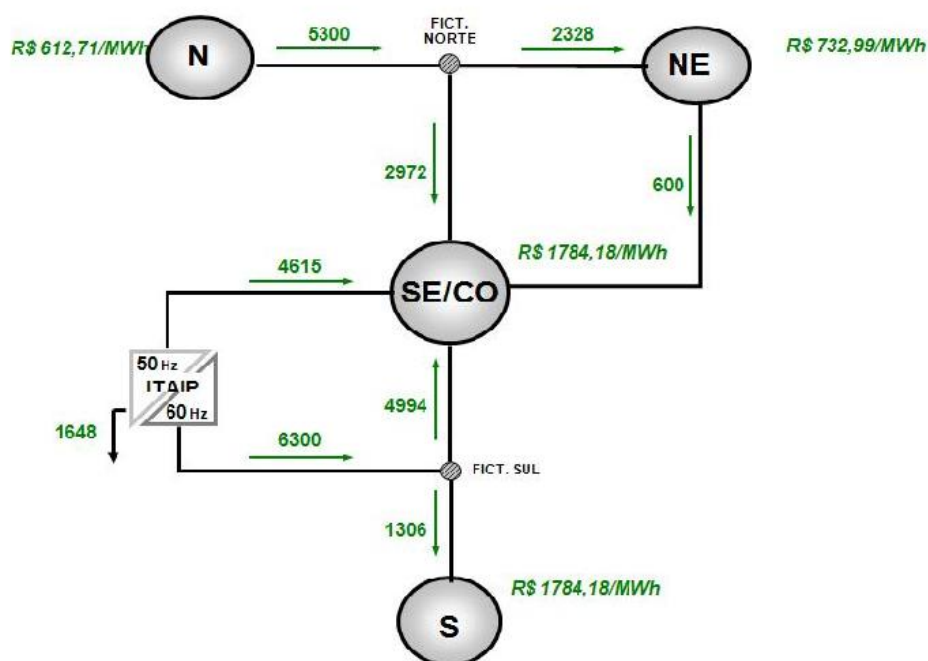 FICT.
NORTE
R$ 612,71/MWh
N
5300
2328
NE
R$ 732,99/MWh
2972
600
R$ 1784,18/MWh
4615
SE/CO
50 Hz
ITAIP
60 Hz
1648
4994
6300
FICT. SUL
1306
R$ 1784,18/MWh
S